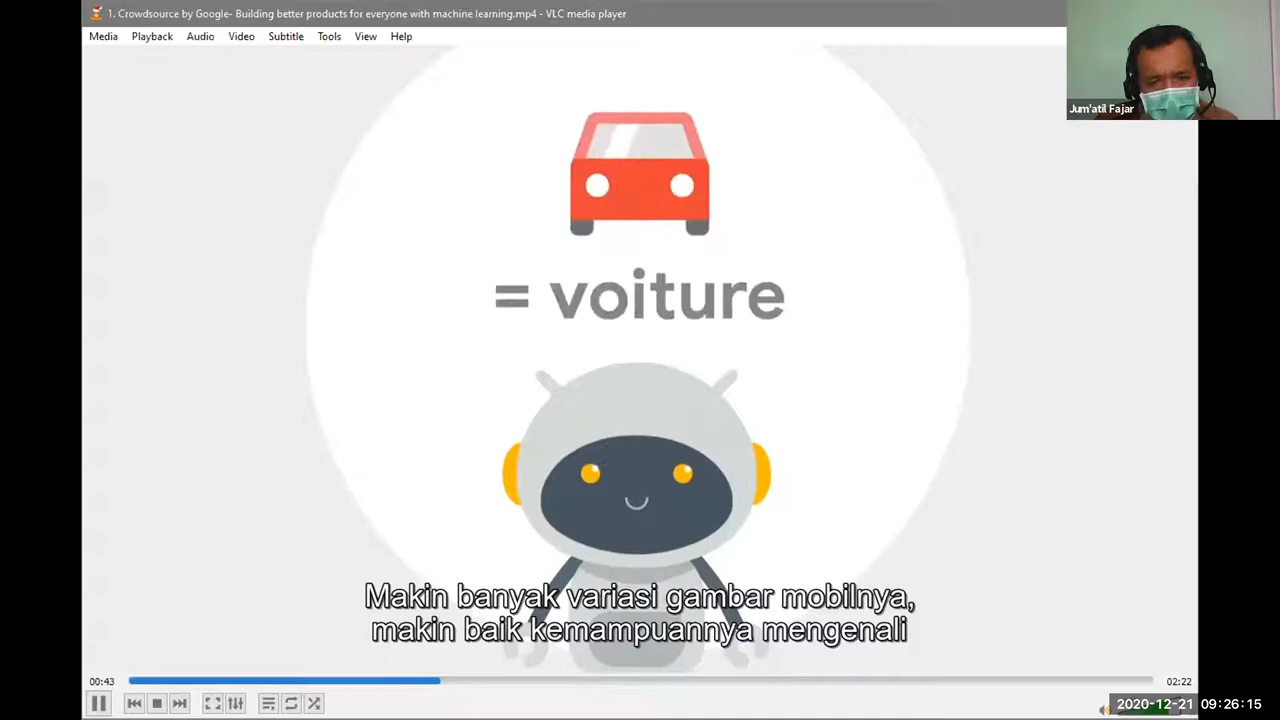 1. Crowdsource by Google- Building better products for everyone with machine learning.mp4 - VLC media player
Media Playback Audio Video Subtitle Tools View Help
Jum'atil Fajar
= voiture
Makin banyak variasi gambar mobilnya,
makin baik kemampuannya mengenali
00:43
02:22
2020-12-21 09:26:15